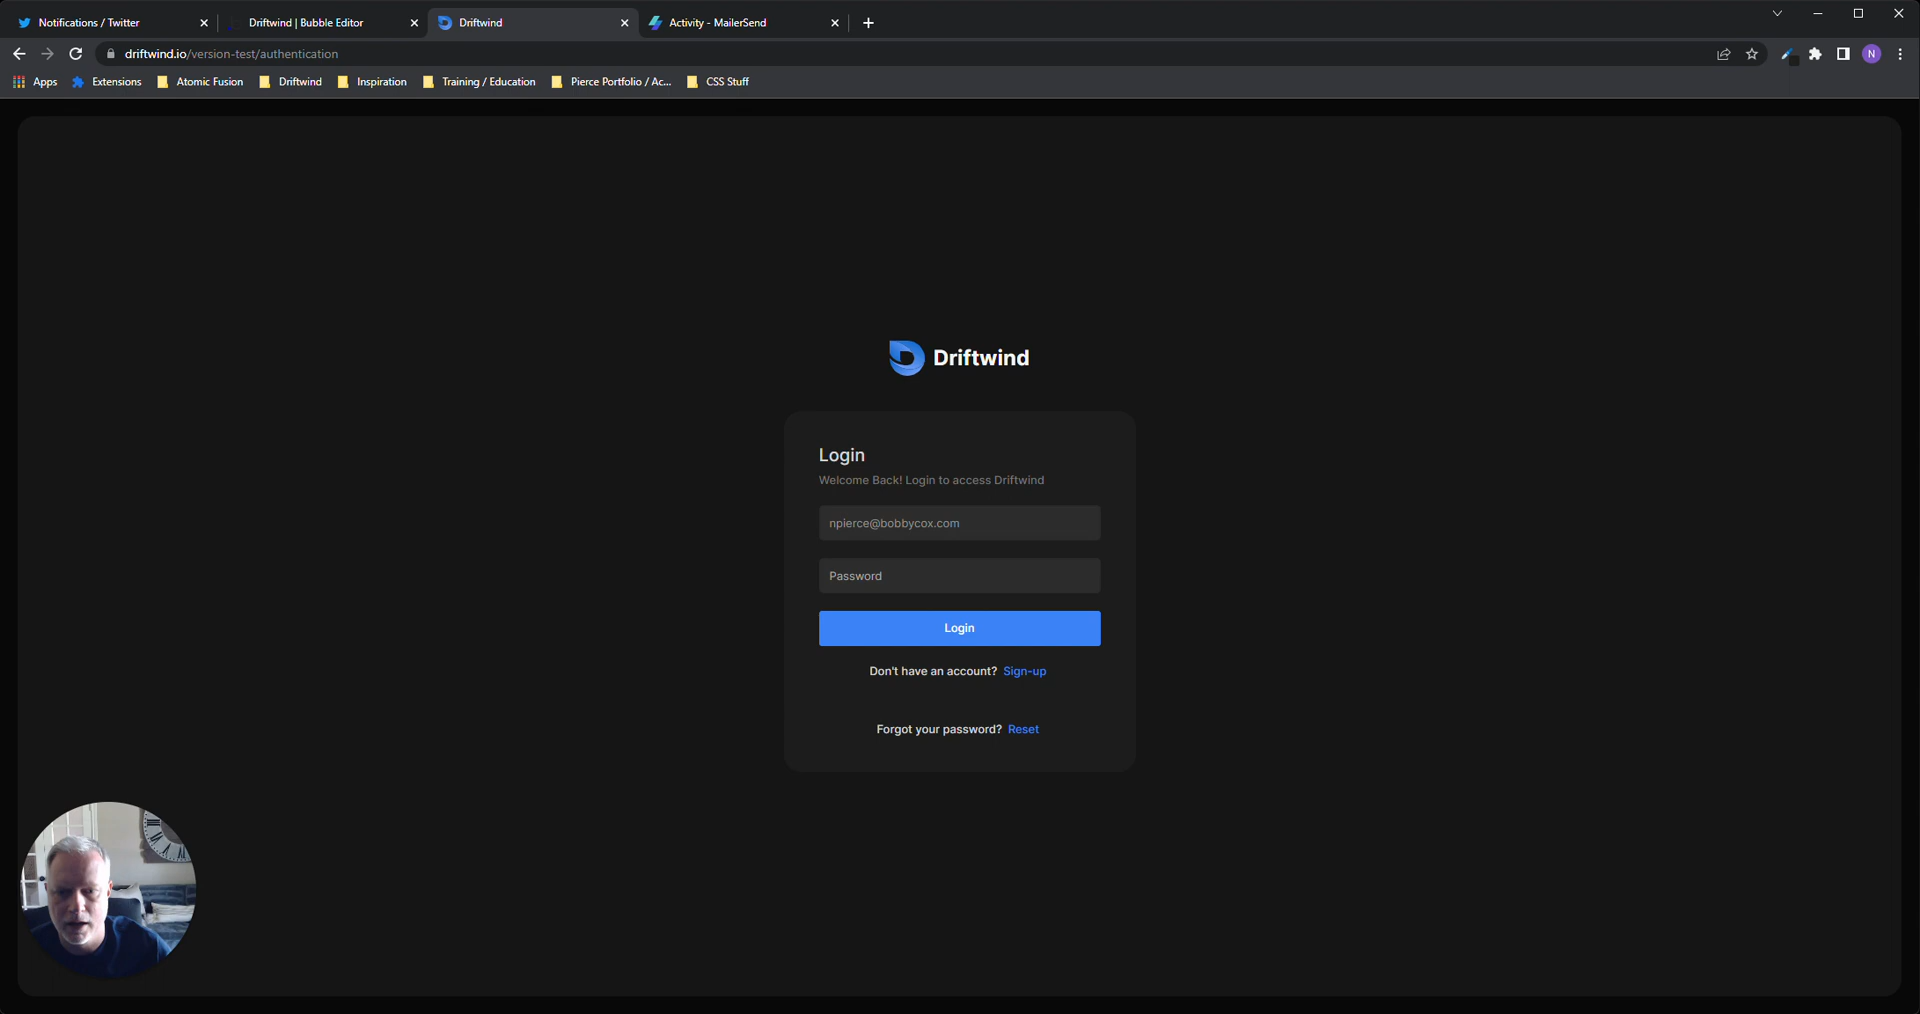 Notifications / Twitter
Driftwind | Bubble Editor
Driftwind
Activity - MailerSend
driftwind.io/version-test/authentication
N
Apps
Extensions
Atomic Fusion
Driftwind
Inspiration
Training / Education
Pierce Portfolio / Ac...
CSS Stuff
Driftwind
Login
Welcome Back! Login to access Driftwind
npierce@bobbycox.com
Password
Login
Don't have an account? Sign-up
Forgot your password? Reset